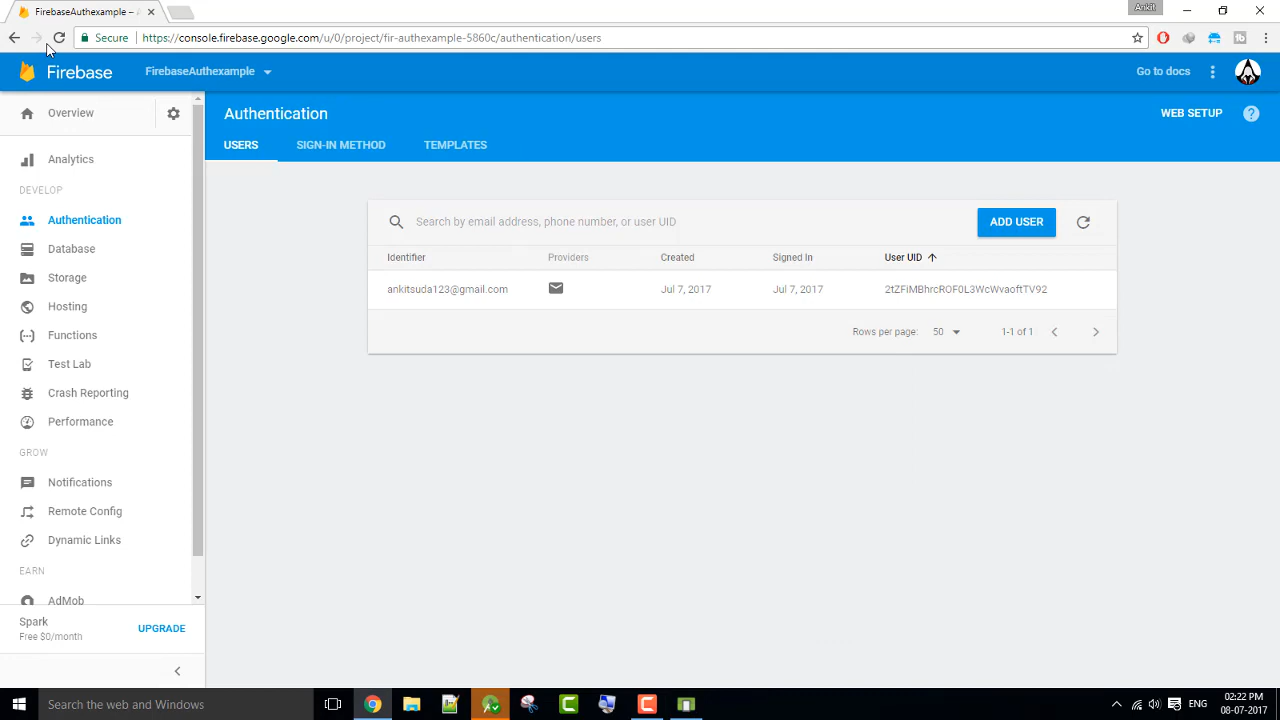 FirebaseAuthexample –
Ankit
Secure
https://console.firebase.google.com/u/0/project/fir-authexample-5860c/authentication/users
Firebase
FirebaseAuthexample
Go to docs
Overview
Authentication
WEB SETUP
USERS
SIGN-IN METHOD
TEMPLATES
Analytics
DEVELOP
Authentication
Database
Storage
Hosting
Functions
Test Lab
Crash Reporting
Performance
GROW
Notifications
Remote Config
Dynamic Links
EARN
AdMob
Spark
Free $0/month
UPGRADE
Search by email address, phone number, or user UID
ADD USER
Identifier Providers Created Signed In User UID
ankitsuda123@gmail.com Jul 7, 2017 Jul 7, 2017 2tZFiMBhrcROF0L3WcWvaoftTV92
Rows per page: 50 1-1 of 1
Search the web and Windows
ENG
02:22 PM
08-07-2017